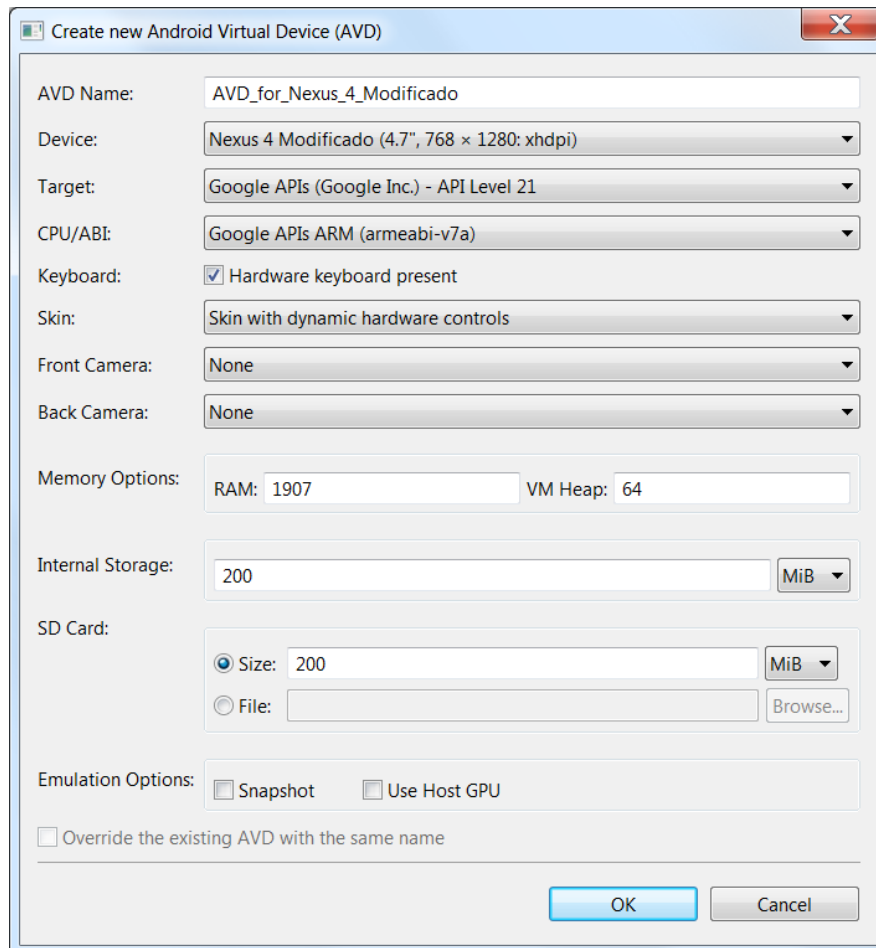 Create new Android Virtual Device (AVD)
AVD Name: AVD_for_Nexus_4_Modificado
Device: Nexus 4 Modificado (4.7", 768 × 1280: xhdpi)
Target: Google APIs (Google Inc.) - API Level 21
CPU/ABI: Google APIs ARM (armeabi-v7a)
Keyboard: Hardware keyboard present
Skin: Skin with dynamic hardware controls
Front Camera: None
Back Camera: None
Memory Options: RAM: 1907 VM Heap: 64
Internal Storage: 200 MiB
SD Card:
Size: 200 MiB
File: Browse...
Emulation Options: Snapshot Use Host GPU
Override the existing AVD with the same name
OK Cancel